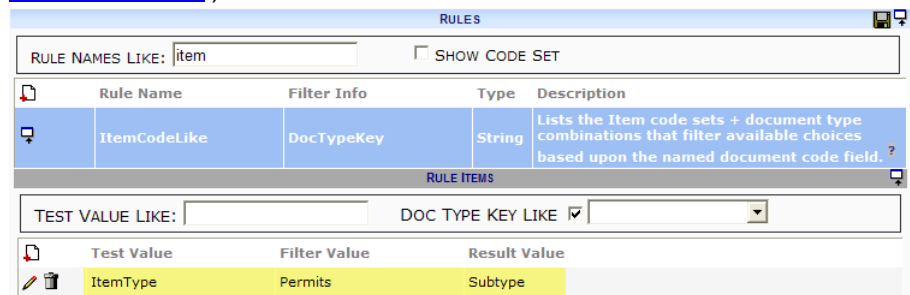 RULES
RULE NAMES LIKE: item SHOW CODE SET
Rule Name Filter Info Type Description
ItemCodeLike DocTypeKey String Lists the Item code sets + document type
combinations that filter available choices
based upon the named document code field. ?
RULE ITEMS
TEST VALUE LIKE: DOC TYPE KEY LIKE
Test Value Filter Value Result Value
ItemType Permits Subtype